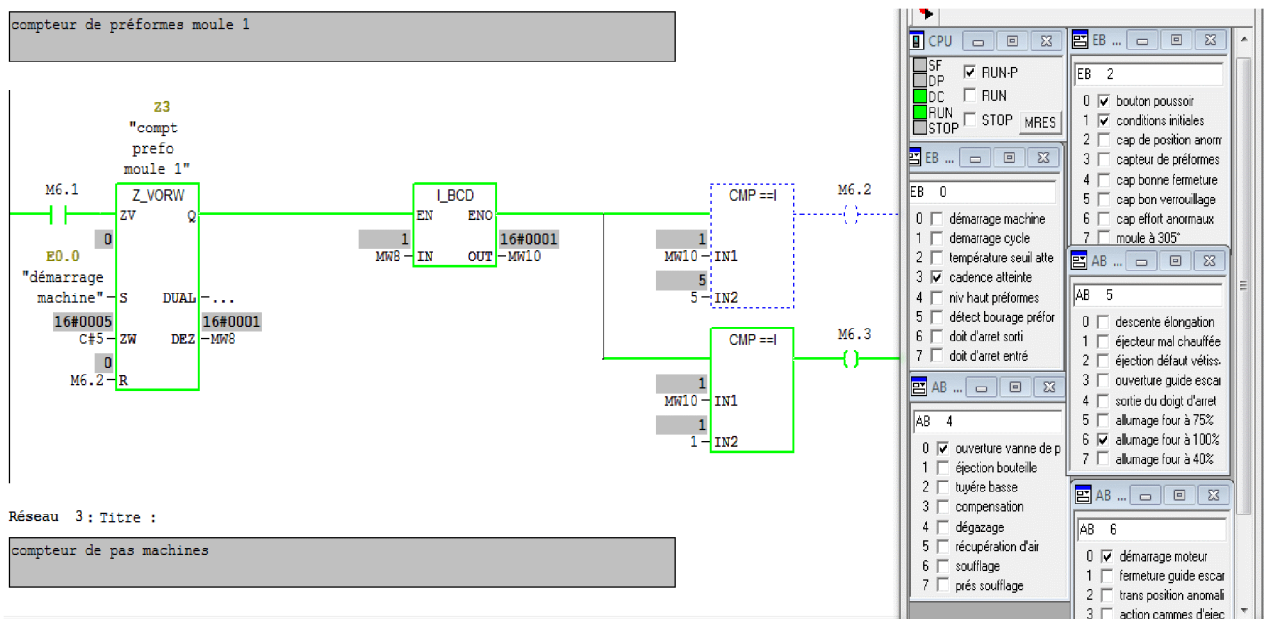 compteur de préformes moule 1
Z3
"compt
prefo
moule 1"
M6.1
Z_VORW
ZV
Q
0
E0.0
"démarrage
machine"
S
DUAL
...
16#0005
C#5
ZW
16#0001
DEZ
MW8
0
M6.2
R
I_BCD
EN
ENO
1
MW8
IN
16#0001
OUT
MW10
CMP ==I
M6.2
1
MW10
IN1
5
5
IN2
CMP ==I
M6.3
1
MW10
IN1
1
1
IN2
Réseau 3 : Titre :
compteur de pas machines
CPU
SF
DP
DC
RUN
STOP
RUN-P
RUN
STOP
MRES
EB ...
EB 0
0 démarrage machine
1 demarrage cycle
2 température seuil atte
3 cadence atteinte
4 niv haut préformes
5 détect bourage préfor
6 doit d'arret sorti
7 doit d'arret entré
AB ...
AB 4
0 ouverture vanne de p
1 éjection bouteille
2 tuyére basse
3 compensation
4 dégazage
5 récupération d'air
6 soufflage
7 prés soufflage
EB ...
EB 2
0 bouton poussoir
1 conditions initiales
2 cap de position anorm
3 capteur de préformes
4 cap bonne fermeture
5 cap bon verrouillage
6 cap effort anormaux
7 moule à 305°
AB ...
AB 5
0 descente élongation
1 éjecteur mal chauffée
2 éjection défaut vétiss.
3 ouverture guide escar
4 sortie du doigt d'arret
5 allumage four à 75%
6 allumage four à 100%
7 allumage four à 40%
AB ...
AB 6
0 démarrage moteur
1 fermeture guide escar
2 trans position anomali
3 action cammes d'ejec